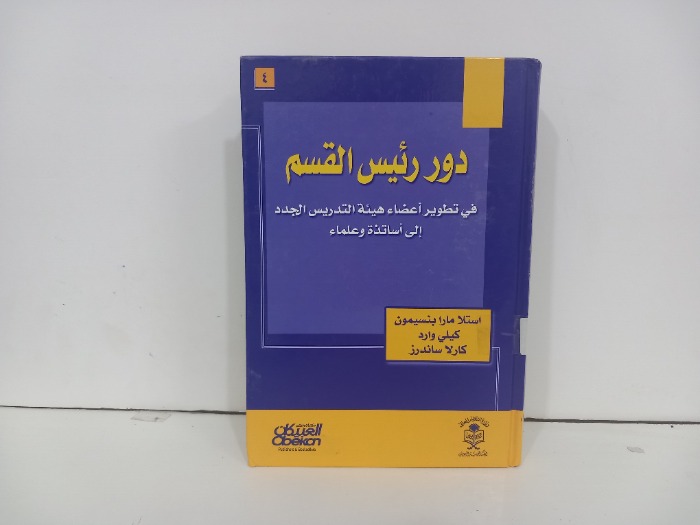 ٤
دور رئيس القسم
في تطوير أعضاء هيئة التدريس الجدد
إلى أساتذة وعلماء
استلا مارا بنسيمون
كيلي وارد
كارلا ساندرز
العبيكان
Obekon